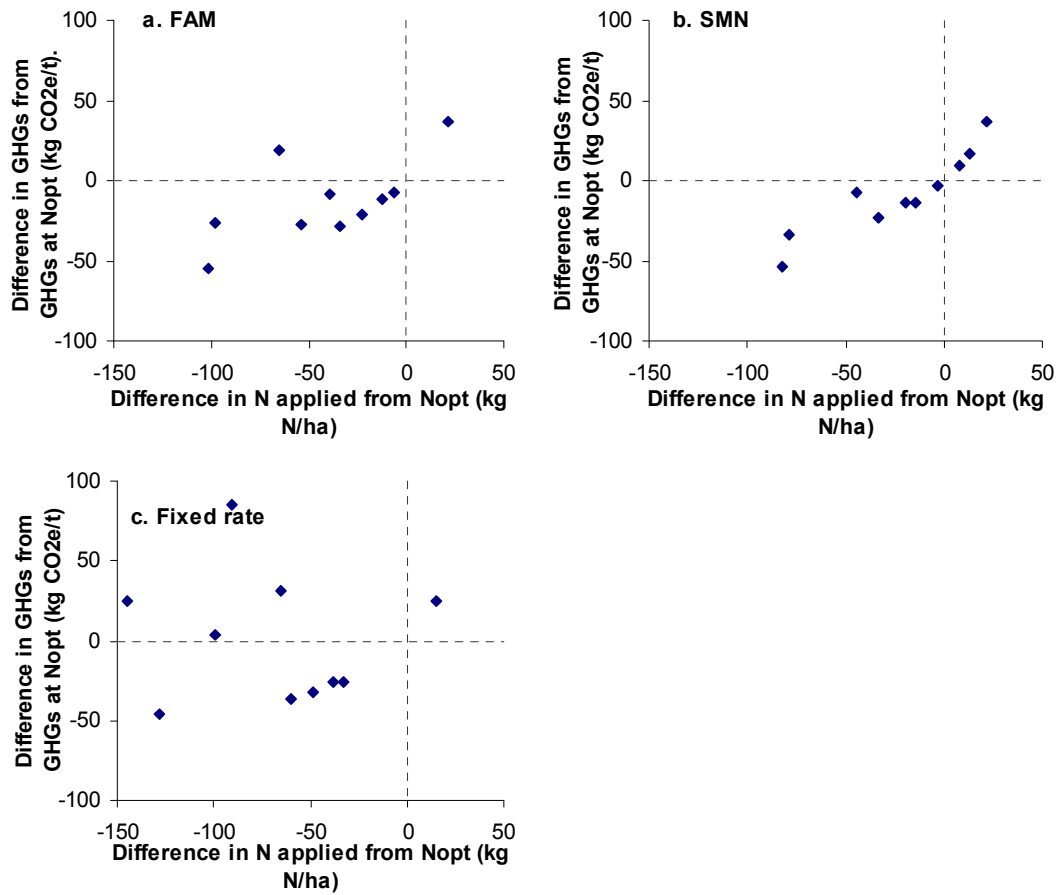 a. FAM
100
50
0
-50
-100
-150 -100 -50 0 50
Difference in GHGs from
GHGs at Nopt (kg CO2e/t).
Difference in N applied from Nopt (kg
N/ha)
b. SMN
100
50
0
-50
-100
-150 -100 -50 0 50
Difference in GHGs from
GHGs at Nopt (kg CO2e/t)
Difference in N applied from Nopt (kg
N/ha)
c. Fixed rate
100
50
0
-50
-100
-150 -100 -50 0 50
Difference in GHGs from
GHGs at Nopt (kg CO2e/t)
Difference in N applied from Nopt (kg
N/ha)